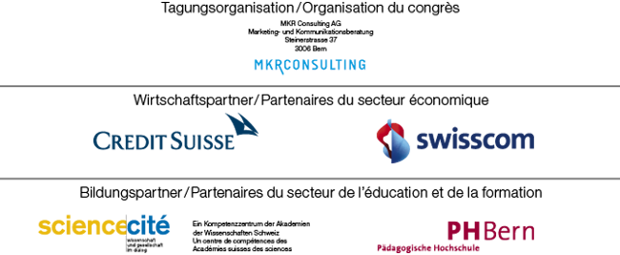 Tagungsorganisation/Organisation du congrès
MKR Consulting AG
Marketing- und Kommunikationsberatung
Steinerstrasse 37
3006 Bern
MKRCONSULTING
Wirtschaftspartner/Partenaires du secteur économique
CREDIT SUISSE
swisscom
Bildungspartner/Partenaires du secteur de l'éducation et de la formation
sciencecité
wissenschaft
und gesellschaft
im dialog
Ein Kompetenzzentrum der Akademien
der Wissenschaften Schweiz
Un centre de compétences des
Académies suisses des sciences
PHBern
Pädagogische Hochschule